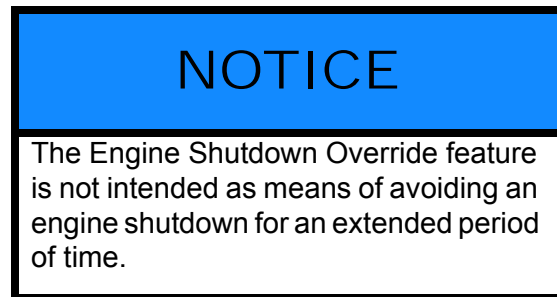 NOTICE
The Engine Shutdown Override feature
is not intended as means of avoiding an
engine shutdown for an extended period
of time.